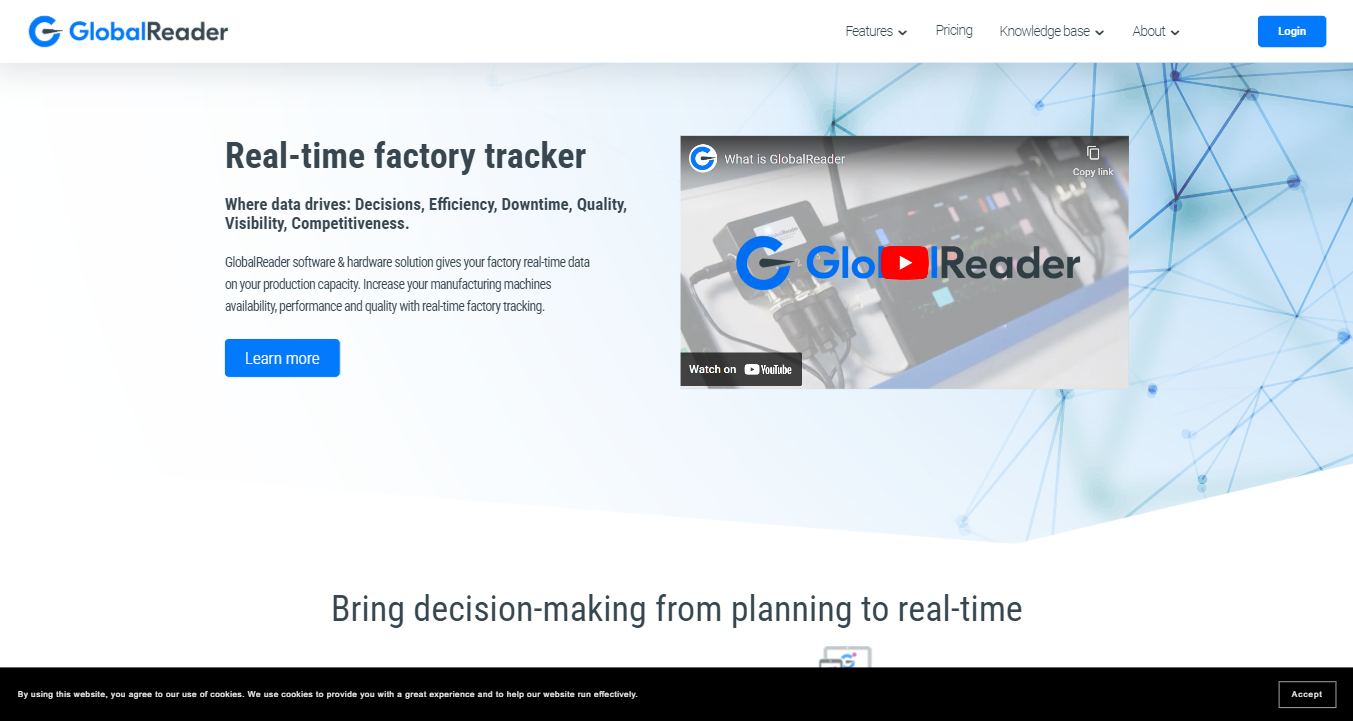 GlobalReader
Features
Pricing
Knowledge base
About
Login
Real-time factory tracker
Where data drives: Decisions, Efficiency, Downtime, Quality,
Visibility, Competitiveness.
GlobalReader software & hardware solution gives your factory real-time data
on your production capacity. Increase your manufacturing machines
availability, performance and quality with real-time factory tracking.
Learn more
What is GlobalReader
Copy link
GlobalReader
Watch on YouTube
Bring decision-making from planning to real-time
By using this website, you agree to our use of cookies. We use cookies to provide you with a great experience and to help our website run effectively.
Accept